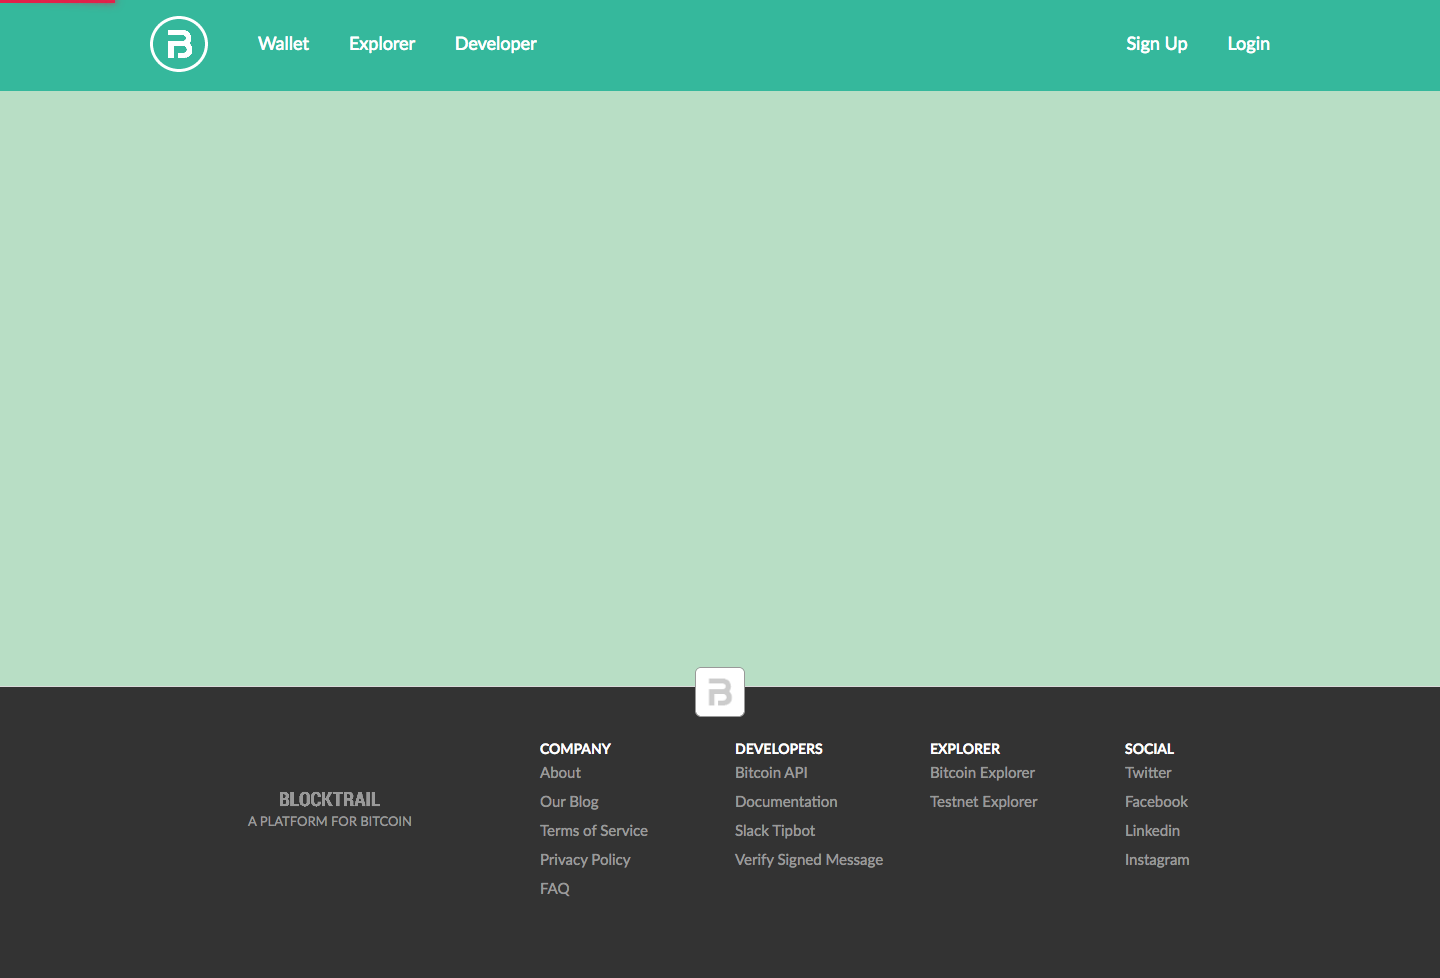 Wallet Explorer Developer Sign Up Login
BLOCKTRAIL
A PLATFORM FOR BITCOIN
COMPANY
About
Our Blog
Terms of Service
Privacy Policy
FAQ
DEVELOPERS
Bitcoin API
Documentation
Slack Tipbot
Verify Signed Message
EXPLORER
Bitcoin Explorer
Testnet Explorer
SOCIAL
Twitter
Facebook
Linkedin
Instagram